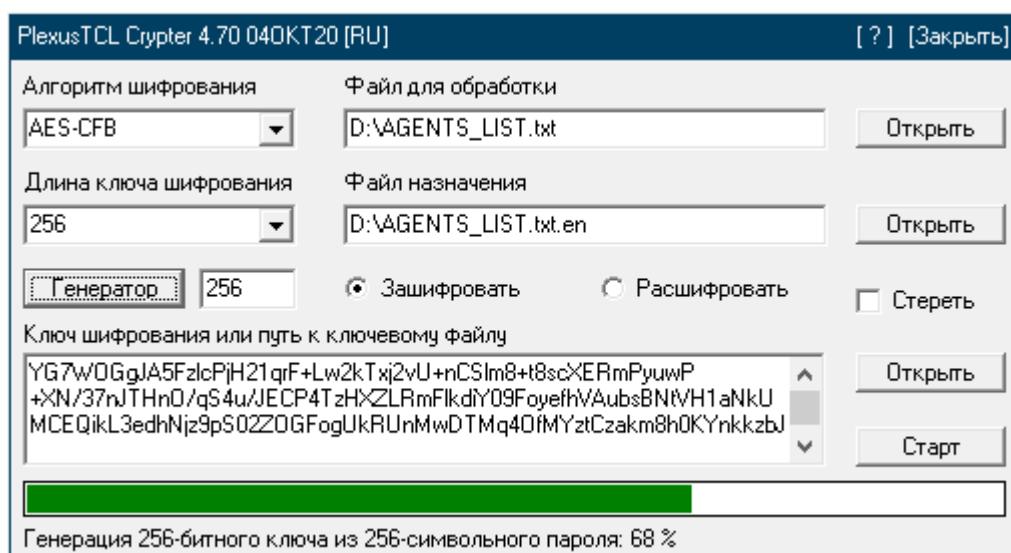 PlexusTCL Crypter 4.70 04OKT20 [RU] [ ? ] [Закрыть]
Алгоритм шифрования Файл для обработки
AES-CFB D:\AGENTS_LIST.txt Открыть
Длина ключа шифрования Файл назначения
256 D:\AGENTS_LIST.txt.en Открыть
Генератор 256 Зашифровать Расшифровать Стереть
Ключ шифрования или путь к ключевому файлу
YG7WOGgJA5FzIcPjH21qrF+Lw2kTxj2vU+nCSIm8+t8scXERmPyuwP
+XN/37nJTHnO/qS4u/JECP4TzHXZLRmFIkdiY09FoyefhVAubsBNtVH1aNkU
MCEQikL3edhNjz9pS02ZOGFogUkRUnMwDTMq4OfMYztCzakm8h0KYnkkzbJ
Открыть
Старт
Генерация 256-битного ключа из 256-символьного пароля: 68 %